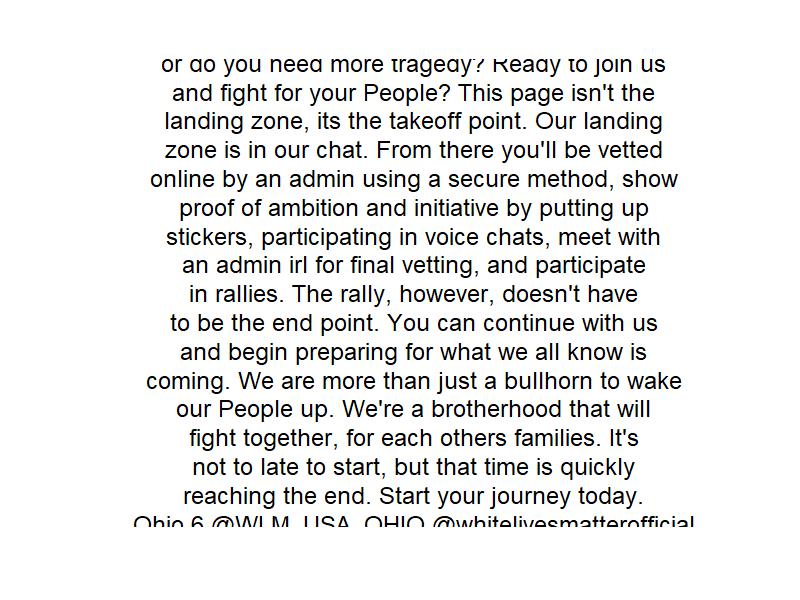 or do you need more tragedy? Ready to join us
and fight for your People? This page isn't the
landing zone, its the takeoff point. Our landing
zone is in our chat. From there you'll be vetted
online by an admin using a secure method, show
proof of ambition and initiative by putting up
stickers, participating in voice chats, meet with
an admin irl for final vetting, and participate
in rallies. The rally, however, doesn't have
to be the end point. You can continue with us
and begin preparing for what we all know is
coming. We are more than just a bullhorn to wake
our People up. We're a brotherhood that will
fight together, for each others families. It's
not to late to start, but that time is quickly
reaching the end. Start your journey today.
Ohio 6 @WLM_USA_OHIO @whitelivesmatterofficial